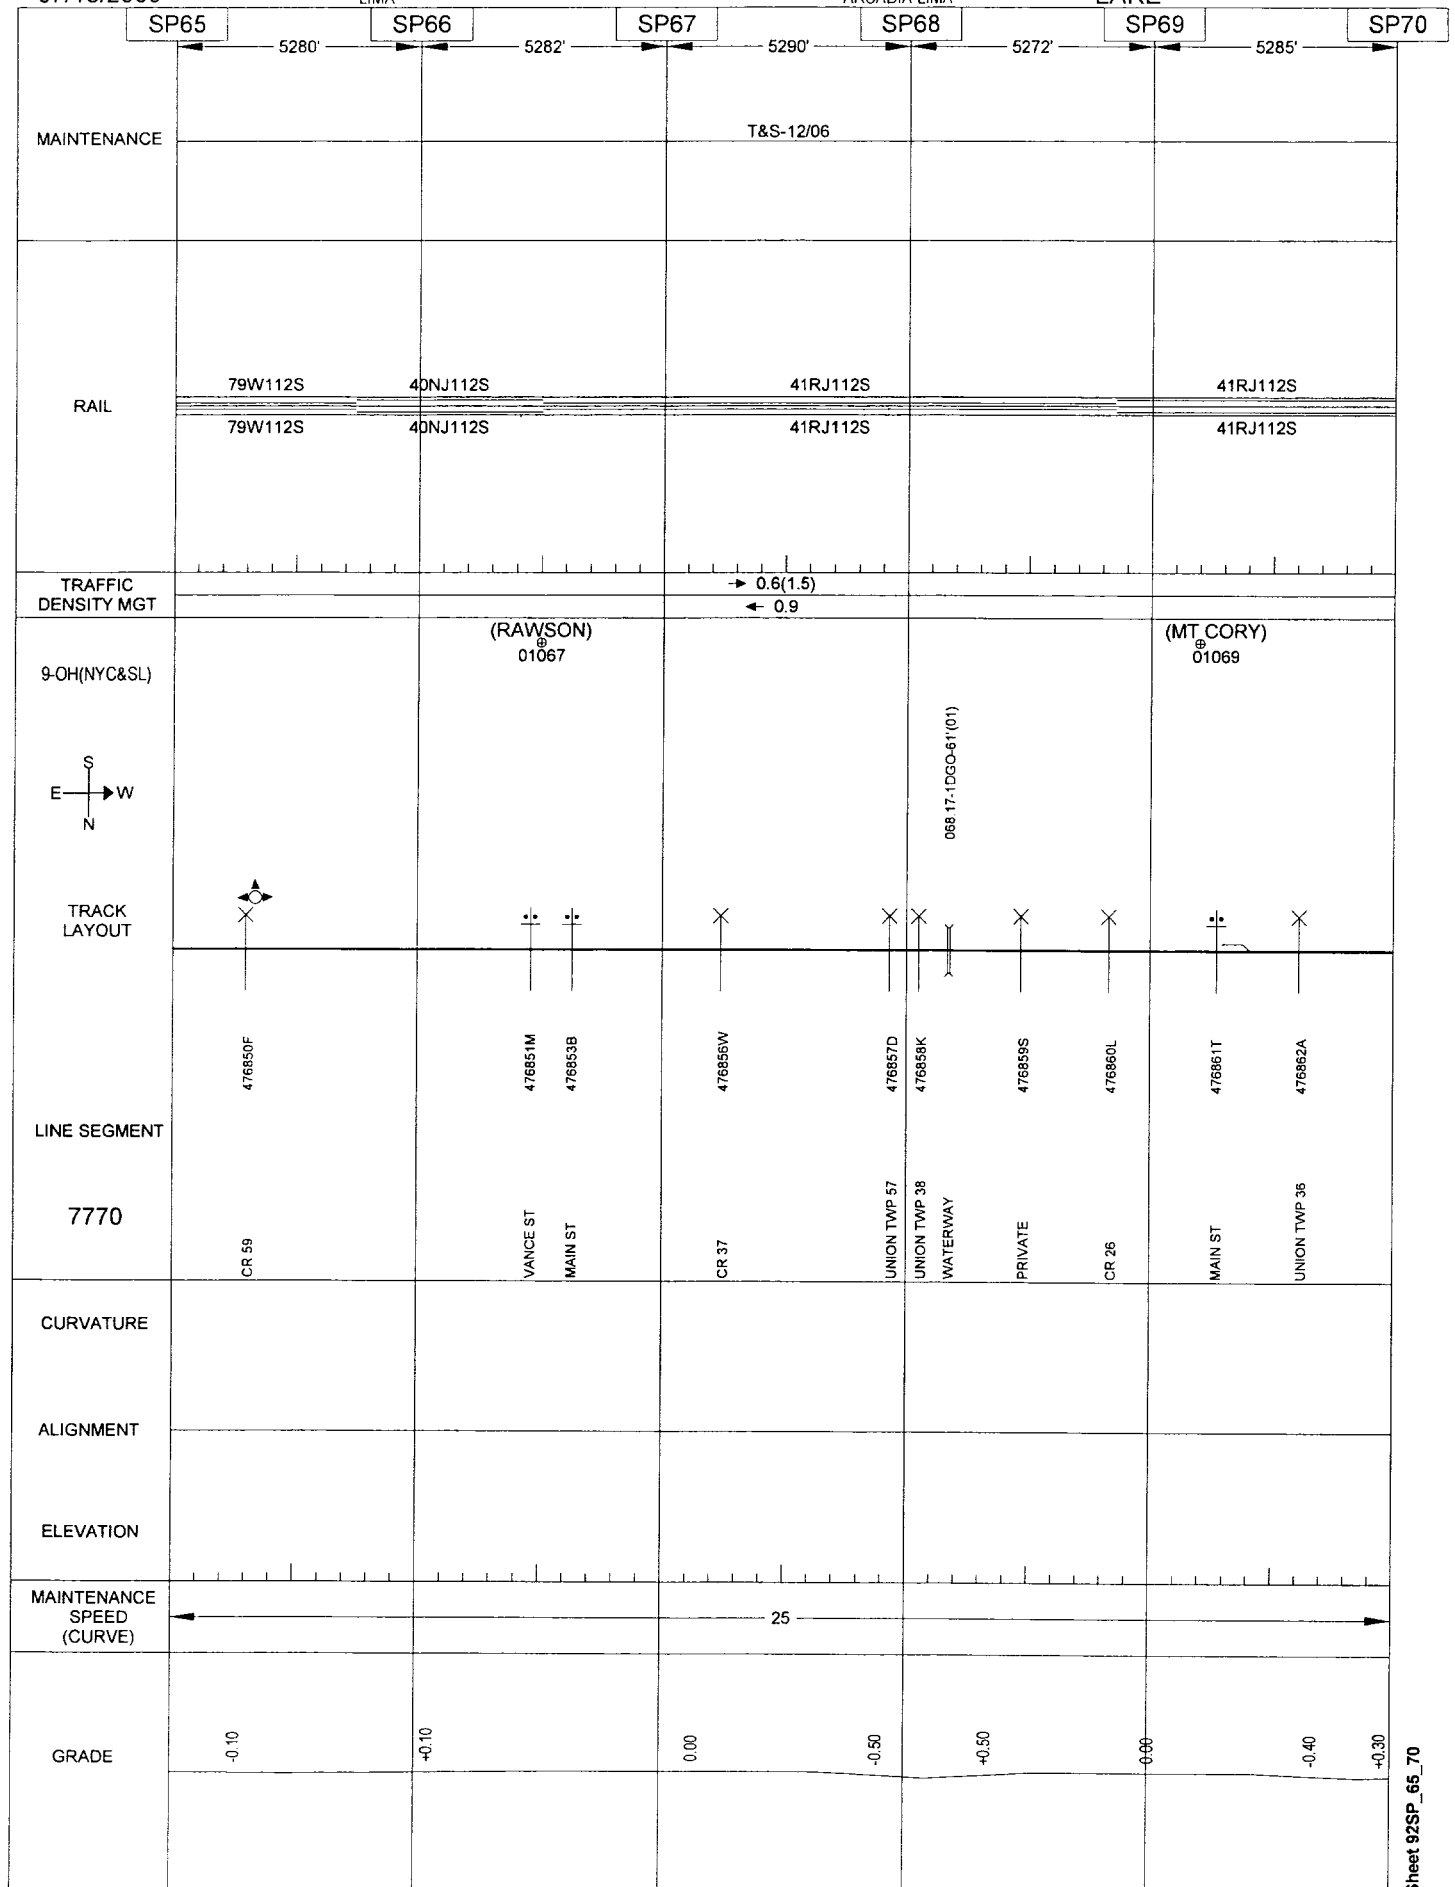 LIMA
LAKE
SP65 SP66 SP67 SP68 SP69 SP70
5280' 5282' 5290' 5272' 5285'
MAINTENANCE
T&S-12/06
79W112S 40NJ112S 41RJ112S 41RJ112S
RAIL
79W112S 40NJ112S 41RJ112S 41RJ112S
TRAFFIC
DENSITY MGT
0.6(1.5)
0.9
(RAWSON)
01067
(MT CORY)
01069
9-OH(NYC&SL)
S
E W
N
068.17-1DGO-61'(01)
TRACK
LAYOUT
476850F
476851M
476853B
476856W
476857D
476858K
476859S
476860L
476861T
476862A
LINE SEGMENT
7770
CR 59
VANCE ST
MAIN ST
CR 37
UNION TWP 57
UNION TWP 38
WATERWAY
PRIVATE
CR 26
MAIN ST
UNION TWP 36
CURVATURE
ALIGNMENT
ELEVATION
MAINTENANCE
SPEED
(CURVE)
25
GRADE
-0.10
+0.10
0.00
-0.50
+0.50
0.00
-0.40
+0.30
Sheet 92SP_65_70